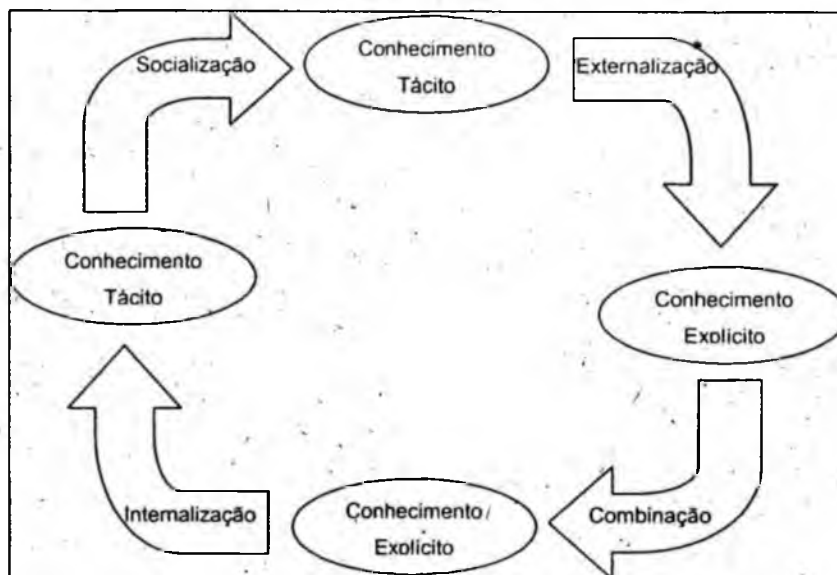 Socialização
Conhecimento
Tácito
Externalização
Conhecimento
Tácito
Conhecimento
Explícito
Internalização
Conhecimento
Explícito
Combinação